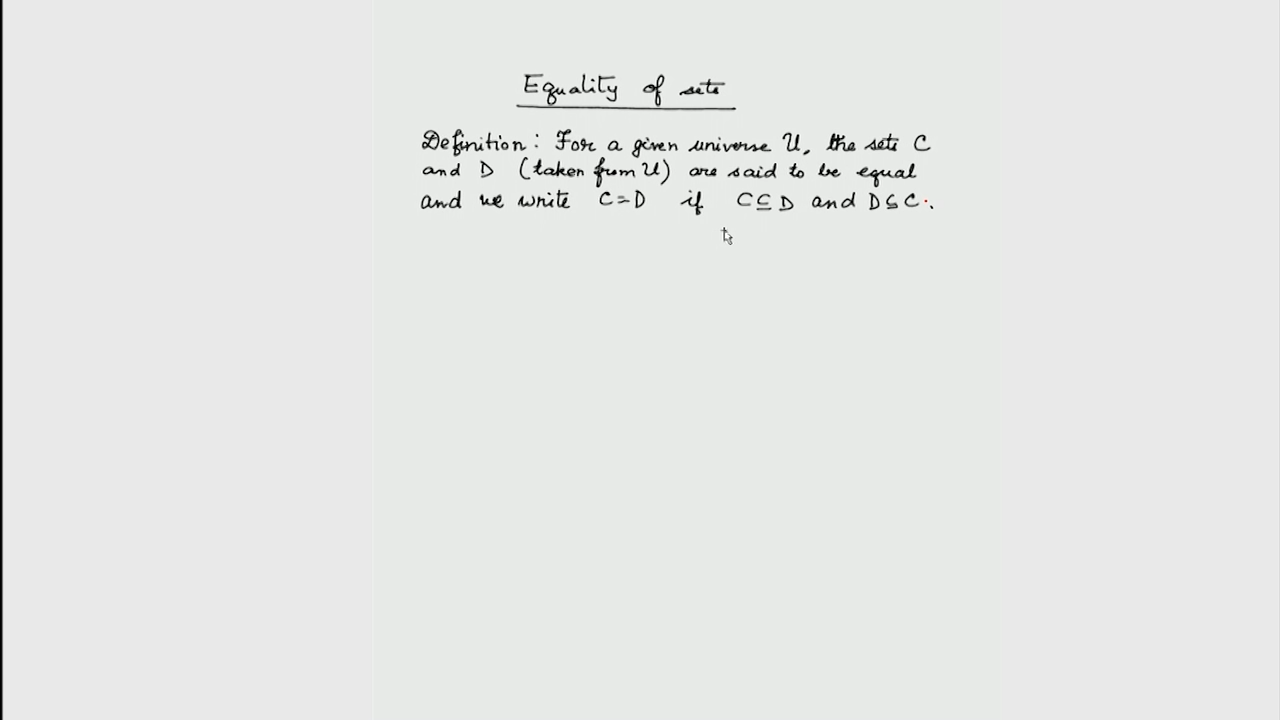 Equality of sets
Definition: For a given universe U, the sets C
and D (taken from U) are said to be equal
and we write C=D if C⊆D and D⊆C.